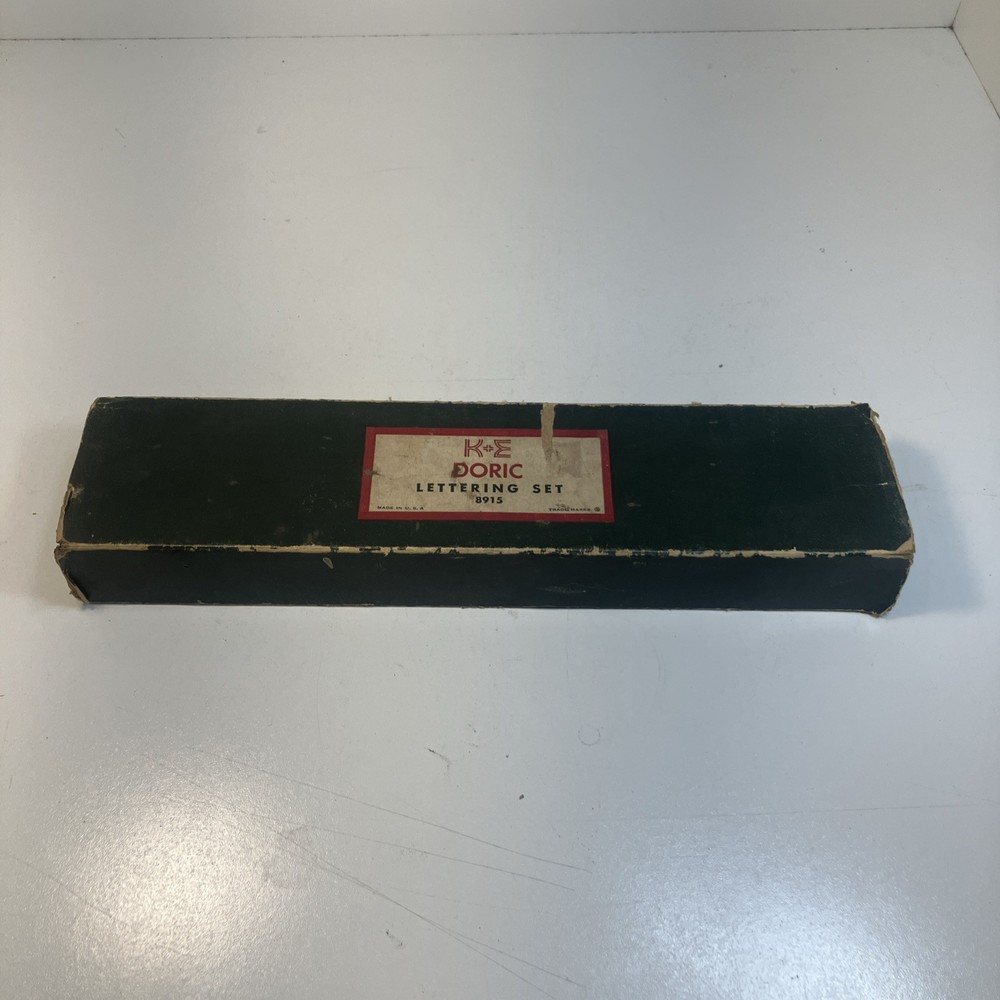 K+E
DORIC
LETTERING SET
8915
MADE IN U.S.A.
TRADE MARKS ®